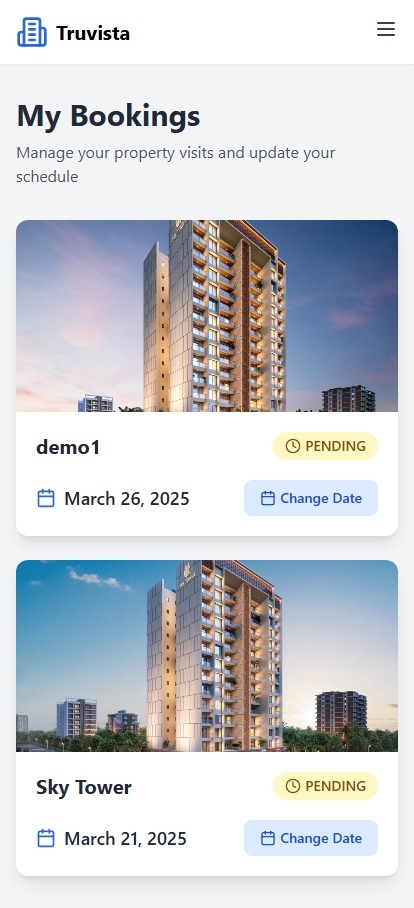 Truvista
My Bookings
Manage your property visits and update your
schedule
demo1
PENDING
March 26, 2025
Change Date
Sky Tower
PENDING
March 21, 2025
Change Date